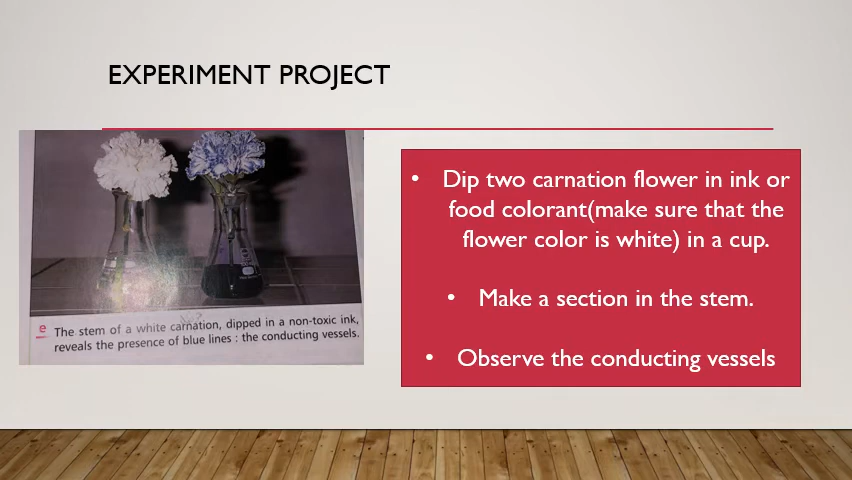 EXPERIMENT PROJECT
e The stem of a white carnation, dipped in a non-toxic ink,
reveals the presence of blue lines : the conducting vessels.
• Dip two carnation flower in ink or
food colorant(make sure that the
flower color is white) in a cup.
• Make a section in the stem.
• Observe the conducting vessels